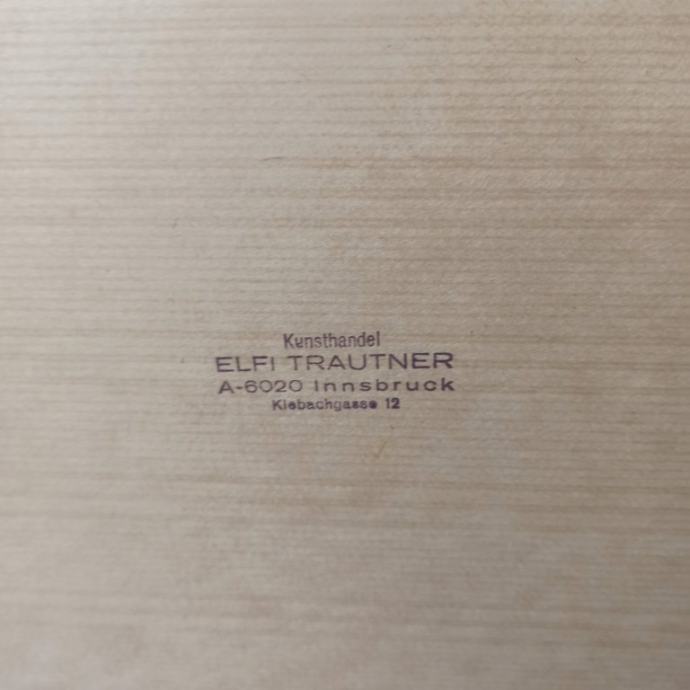 Kunsthandel
ELFI TRAUTNER
A-6020 Innsbruck
Kiebachgasse 12